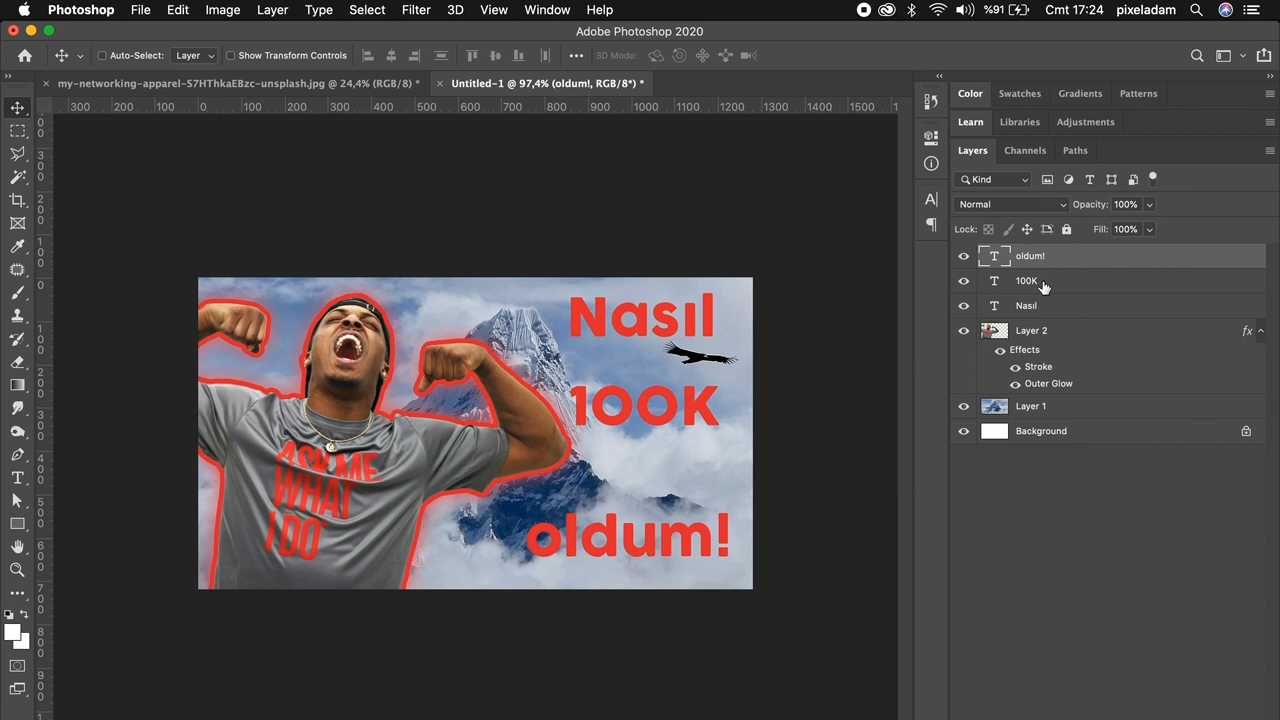 Photoshop File Edit Image Layer Type Select Filter 3D View Window Help %91 Cmt 17:24 pixeladam
Adobe Photoshop 2020
Auto-Select: Layer Show Transform Controls 3D Mode:
my-networking-apparel-S7HThkaEBzc-unsplash.jpg @ 24,4% (RGB/8) * Untitled-1 @ 97,4% (oldum!, RGB/8*) *
300 200 100 0 100 200 300 400 500 600 700 800 900 1000 1100 1200 1300 1400 1500 1
Color Swatches Gradients Patterns
Learn Libraries Adjustments
Layers Channels Paths
Kind
Normal Opacity: 100%
Lock: Fill: 100%
oldum!
100K
Nasıl
Layer 2 fx
Effects
Stroke
Outer Glow
Layer 1
Background
Nasıl
100K
oldum!
ASK ME
WHAT
I DO